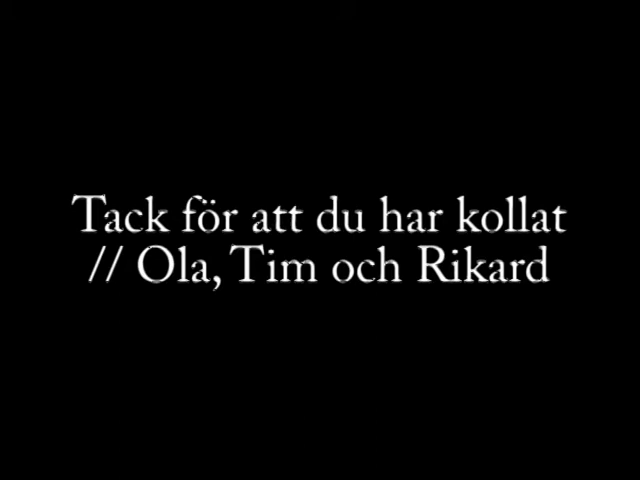 Tack för att du har kollat
// Ola, Tim och Rikard